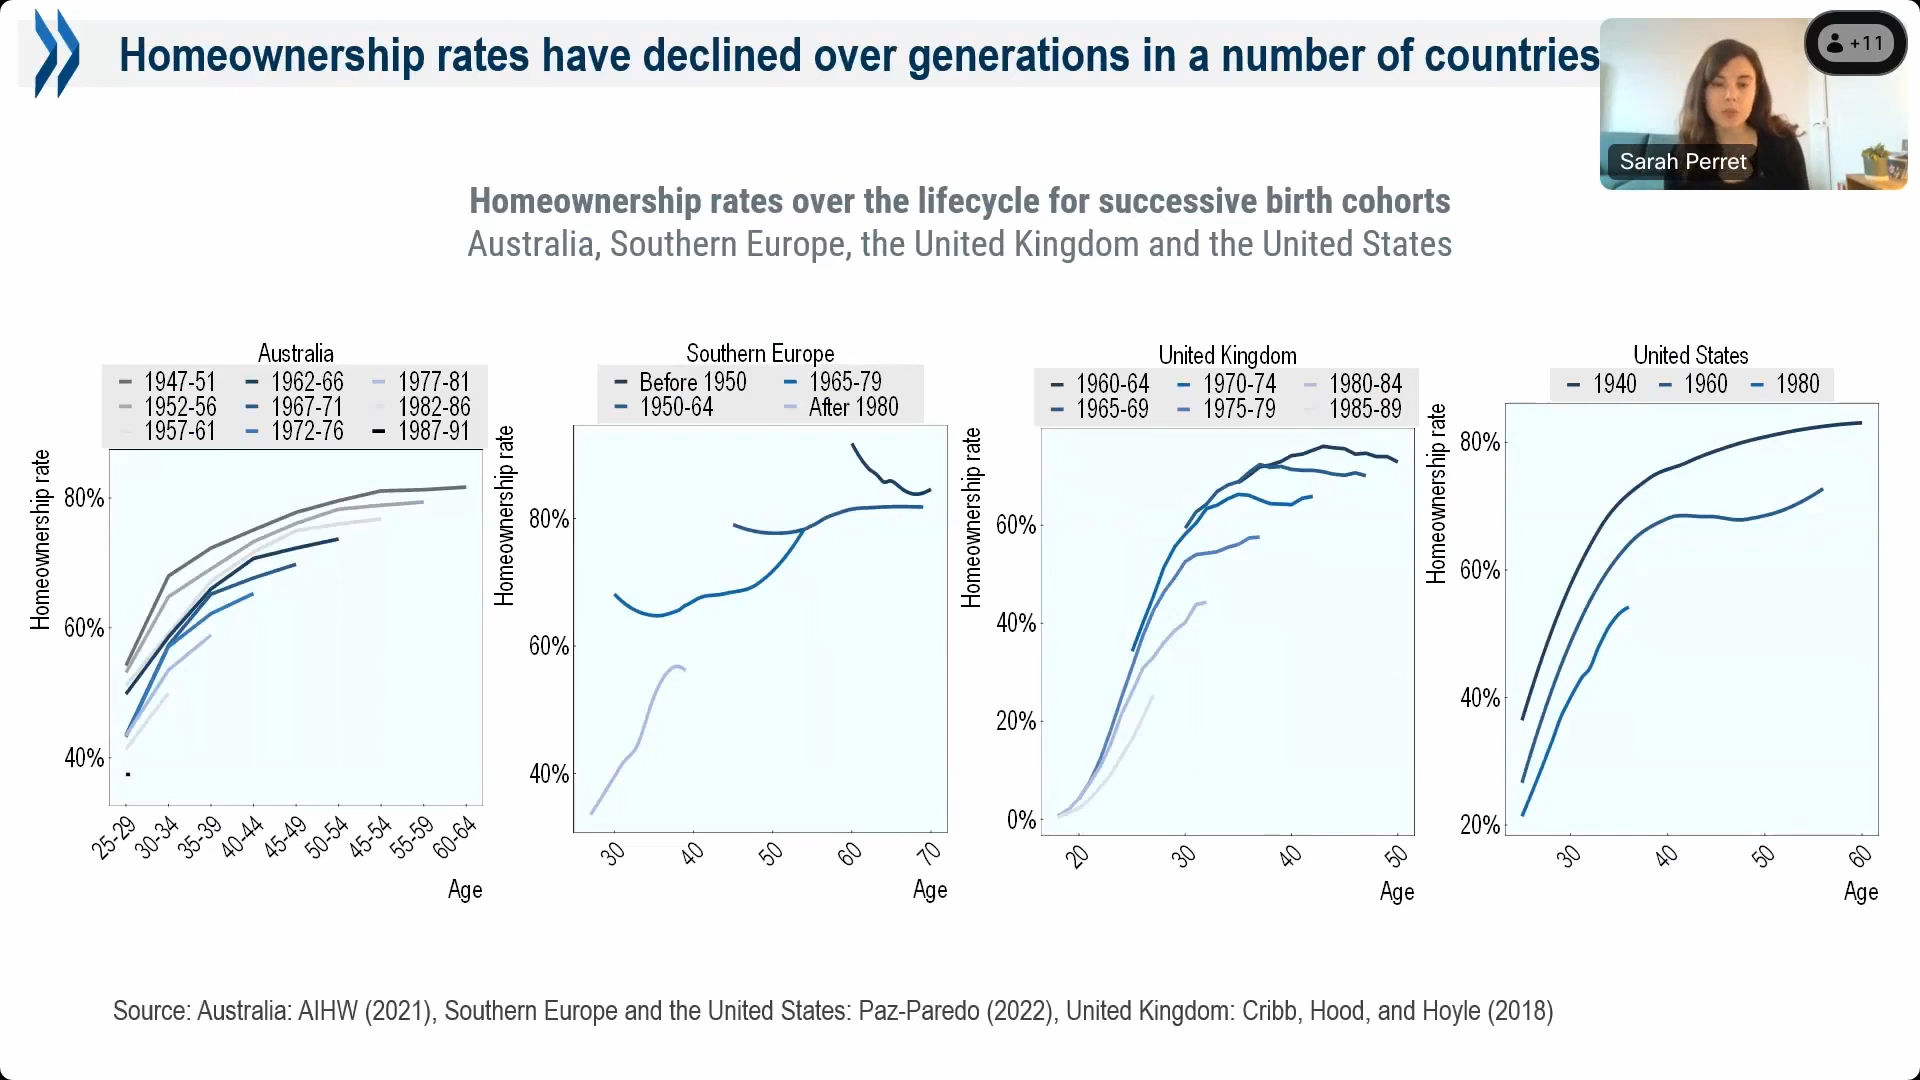 Homeownership rates have declined over generations in a number of countries
+11
Sarah Perret
Homeownership rates over the lifecycle for successive birth cohorts
Australia, Southern Europe, the United Kingdom and the United States
Australia
1947-51 1962-66 1977-81
1952-56 1967-71 1982-86
1957-61 1972-76 1987-91
Homeownership rate
80%
60%
40%
25-29 30-34 35-39 40-44 45-49 50-54 45-54 55-59 60-64
Age
Southern Europe
Before 1950 1965-79
1950-64 After 1980
Homeownership rate
80%
60%
40%
30 40 50 60 70
Age
United Kingdom
1960-64 1970-74 1980-84
1965-69 1975-79 1985-89
Homeownership rate
60%
40%
20%
0%
20 30 40 50
Age
United States
1940 1960 1980
Homeownership rate
80%
60%
40%
20%
30 40 50 60
Age
Source: Australia: AIHW (2021), Southern Europe and the United States: Paz-Paredo (2022), United Kingdom: Cribb, Hood, and Hoyle (2018)